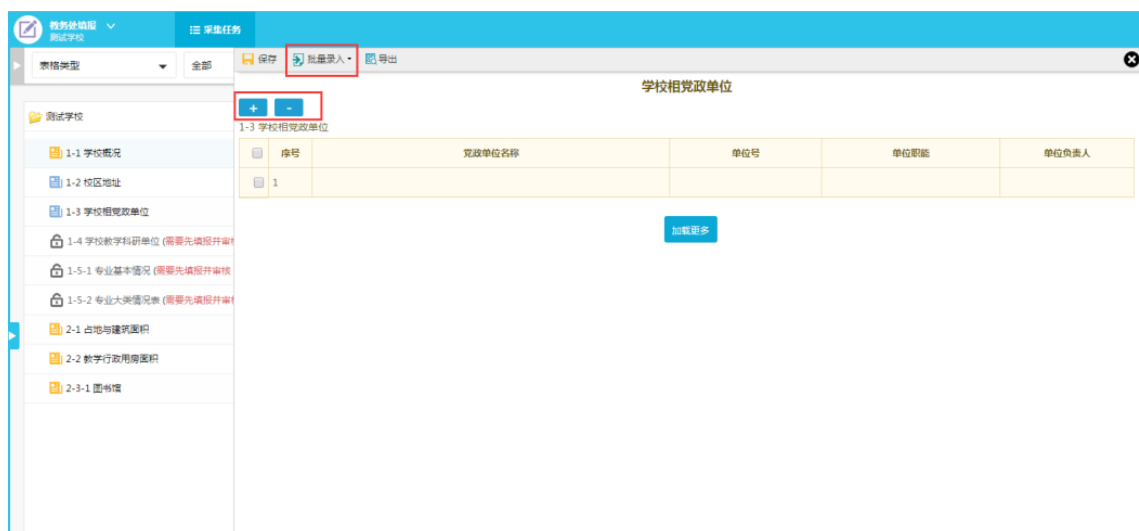 教务处填报
测试学校
采集任务
表格类型
全部
保存 批量录入 导出
学校相党政单位
+ -
1-3 学校相党政单位
序号 党政单位名称 单位号 单位职能 单位负责人
1
加载更多
测试学校
1-1 学校概况
1-2 校区地址
1-3 学校相党政单位
1-4 学校教学科研单位 (需要先填报并审核
1-5-1 专业基本情况 (需要先填报并审核
1-5-2 专业大类情况表 (需要先填报并审核
2-1 占地与建筑面积
2-2 教学行政用房面积
2-3-1 图书馆